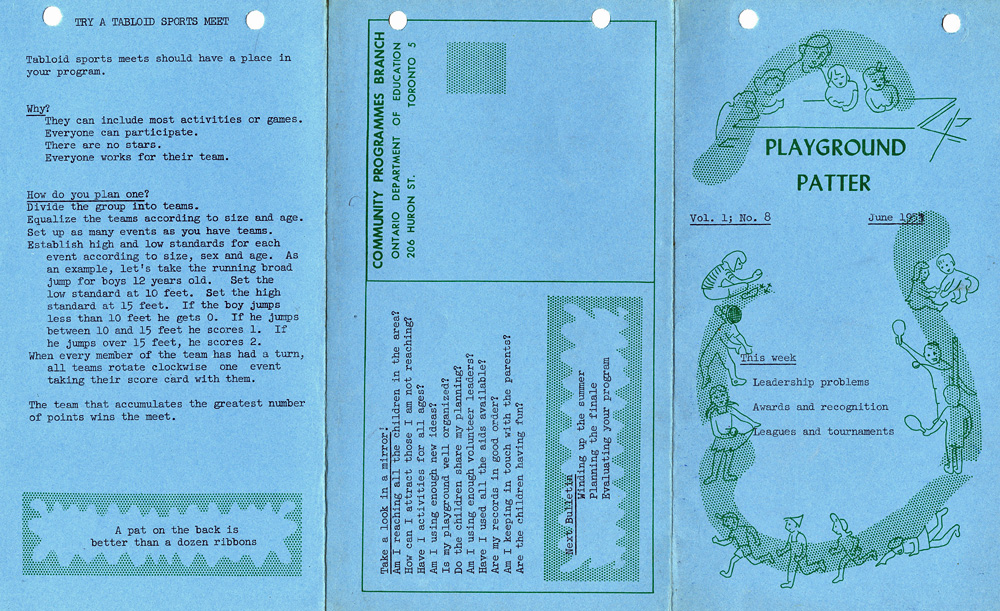 TRY A TABLOID SPORTS MEET
Tabloid sports meets should have a place in
your program.
Why?
They can include most activities or games.
Everyone can participate.
There are no stars.
Everyone works for their team.
How do you plan one?
Divide the group into teams.
Equalize the teams according to size and age.
Set up as many events as you have teams.
Establish high and low standards for each
event according to size, sex and age. As
an example, let's take the running broad
jump for boys 12 years old. Set the
low standard at 10 feet. Set the high
standard at 15 feet. If the boy jumps
less than 10 feet he gets 0. If he jumps
between 10 and 15 feet he scores 1. If
he jumps over 15 feet, he scores 2.
When every member of the team has had a turn,
all teams rotate clockwise one event
taking their score card with them.
The team that accumulates the greatest number
of points wins the meet.
A pat on the back is
better than a dozen ribbons
COMMUNITY PROGRAMMES BRANCH
ONTARIO DEPARTMENT OF EDUCATION
206 HURON ST. TORONTO 5
Take a look in a mirror!
Am I reaching all the children in the area?
How can I attract those I am not reaching?
Have I activities for all ages?
Am I using enough new ideas?
Is my playground well organized?
Do the children share my planning?
Am I using enough volunteer leaders?
Have I used all the aids available?
Are my records in good order?
Am I keeping in touch with the parents?
Are the children having fun?
Next Bulletin
Winding up the summer
Planning the finale
Evaluating your program
PLAYGROUND
PATTER
Vol. 1; No. 8
June
This week
Leadership problems
Awards and recognition
Leagues and tournaments